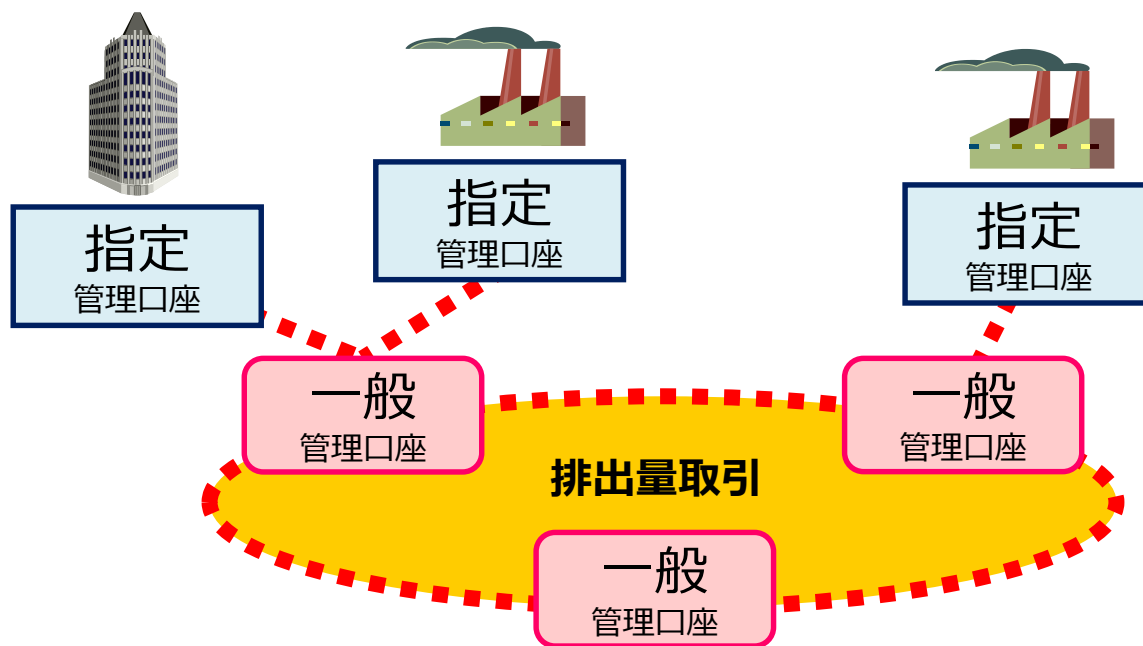 指定
管理口座
指定
管理口座
指定
管理口座
一般
管理口座
一般
管理口座
排出量取引
一般
管理口座